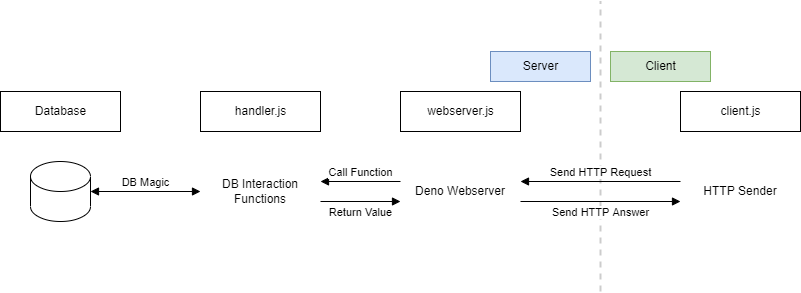 Server
Client
Database
handler.js
webserver.js
client.js
DB Magic
DB Interaction
Functions
Call Function
Return Value
Deno Webserver
Send HTTP Request
Send HTTP Answer
HTTP Sender